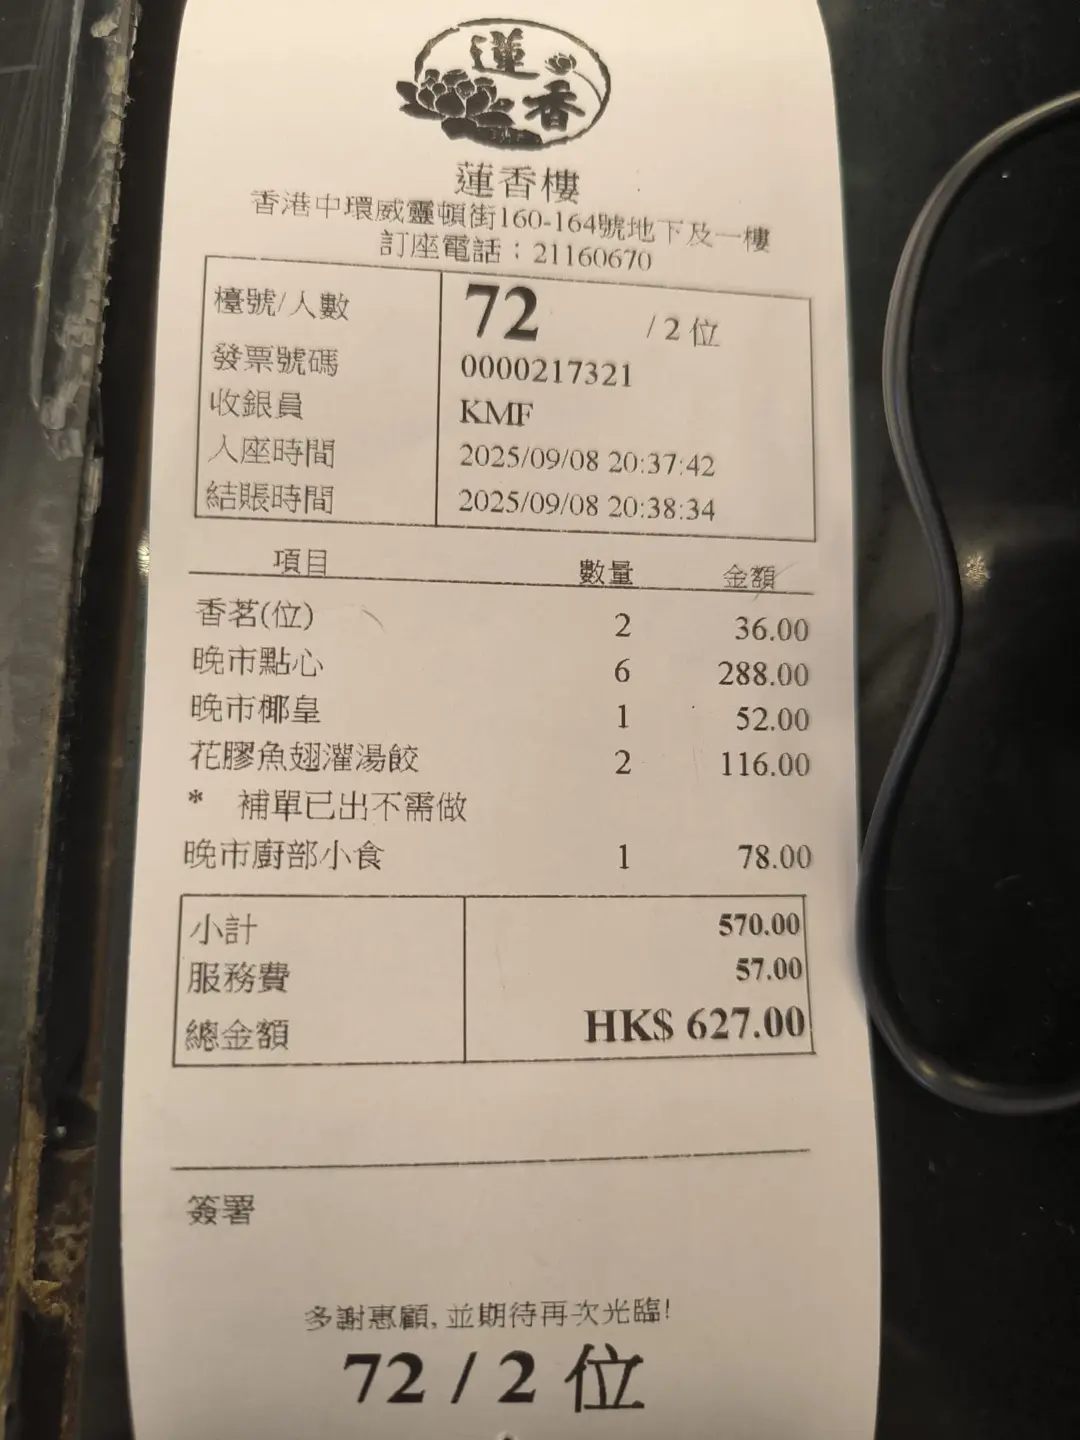 蓮香
蓮香樓
香港中環威靈頓街160-164號地下及一樓
訂座電話：21160670
檯號/人數 72 / 2 位
發票號碼 0000217321
收銀員 KMF
入座時間 2025/09/08 20:37:42
結賬時間 2025/09/08 20:38:34
項目 數量 金額
香茗(位) 2 36.00
晚市點心 6 288.00
晚市椰皇 1 52.00
花膠魚翅灌湯餃 2 116.00
* 補單已出不需做
晚市廚部小食 1 78.00
小計 570.00
服務費 57.00
總金額 HK$ 627.00
簽署
多謝惠顧, 並期待再次光臨!
72 / 2 位